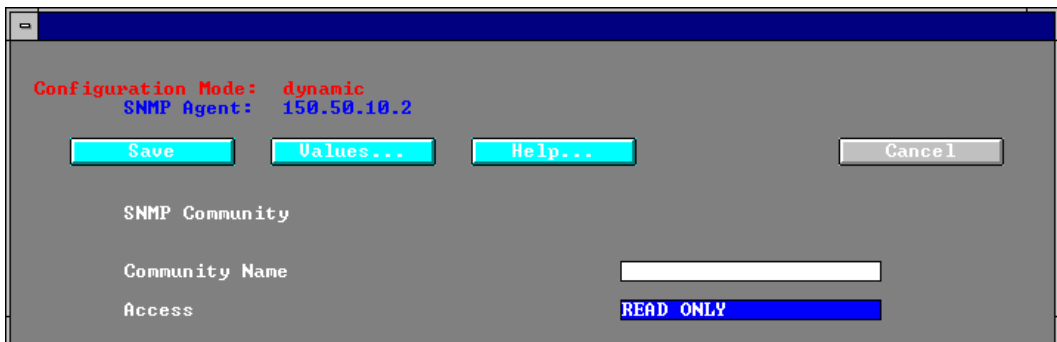 Configuration Mode: dynamic
SNMP Agent: 150.50.10.2
Save Values... Help... Cancel
SNMP Community
Community Name
Access READ ONLY